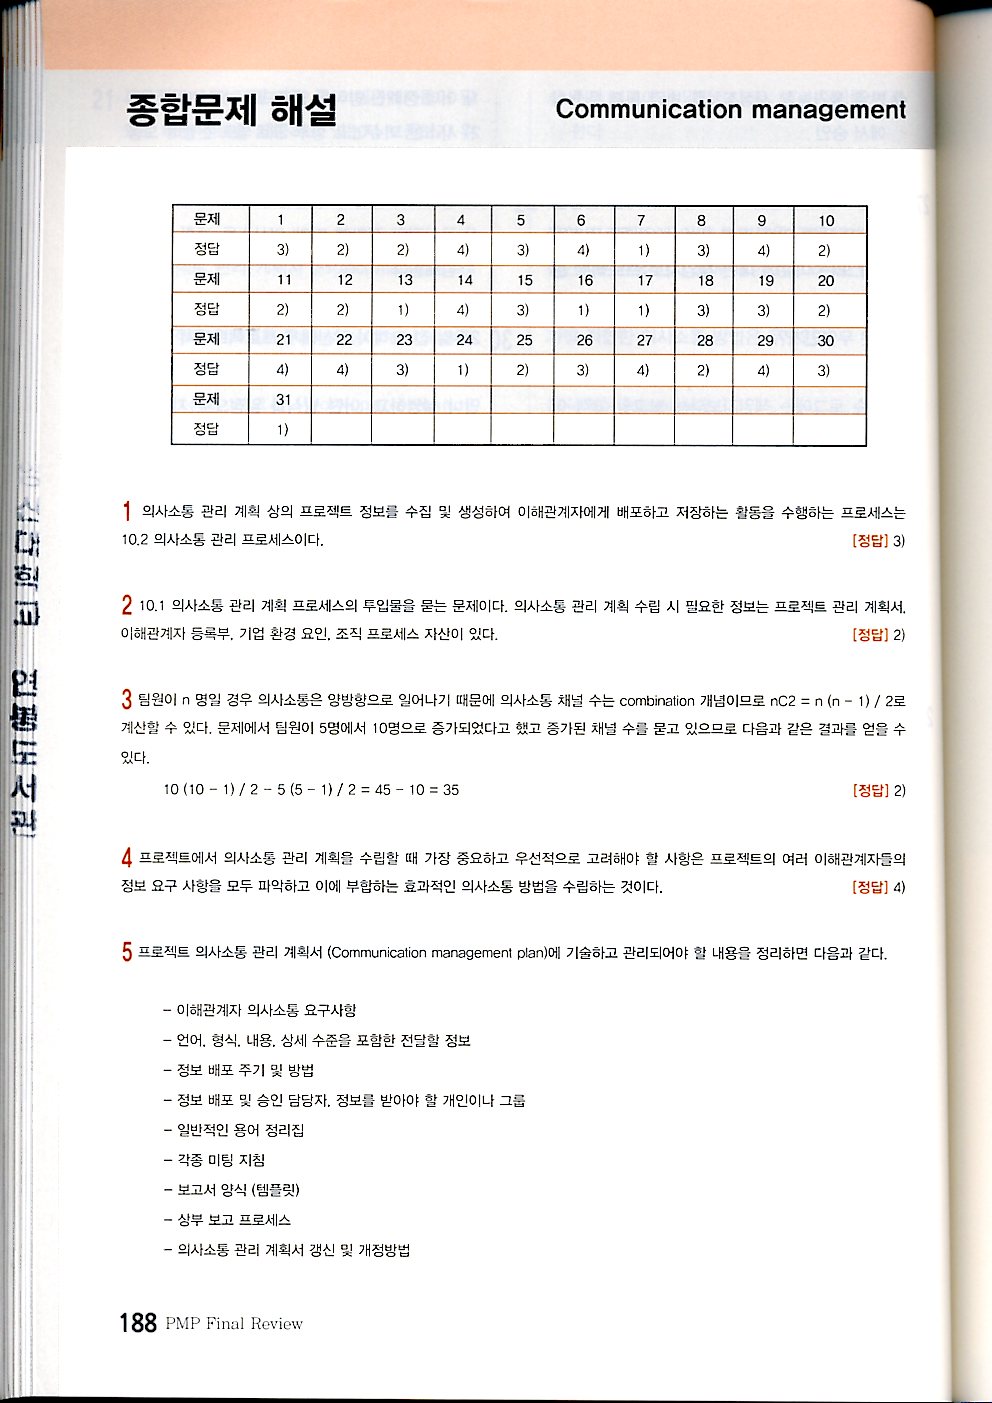 종합문제 해설
Communication management
문제 1 2 3 4 5 6 7 8 9 10
정답 3) 2) 2) 4) 3) 4) 1) 3) 4) 2)
문제 11 12 13 14 15 16 17 18 19 20
정답 2) 2) 1) 4) 3) 1) 1) 3) 3) 2)
문제 21 22 23 24 25 26 27 28 29 30
정답 4) 4) 3) 1) 2) 3) 4) 2) 4) 3)
문제 31
정답 1)
1 의사소통 관리 계획 상의 프로젝트 정보를 수집 및 생성하여 이해관계자에게 배포하고 저장하는 활동을 수행하는 프로세스는
10.2 의사소통 관리 프로세스이다. [정답] 3)
2 10.1 의사소통 관리 계획 프로세스의 투입물을 묻는 문제이다. 의사소통 관리 계획 수립 시 필요한 정보는 프로젝트 관리 계획서,
이해관계자 등록부, 기업 환경 요인, 조직 프로세스 자산이 있다. [정답] 2)
3 팀원이 n 명일 경우 의사소통은 양방향으로 일어나기 때문에 의사소통 채널 수는 combination 개념이므로 nC2 = n (n - 1) / 2로
계산할 수 있다. 문제에서 팀원이 5명에서 10명으로 증가되었다고 했고 증가된 채널 수를 묻고 있으므로 다음과 같은 결과를 얻을 수
있다.
10 (10 - 1) / 2 - 5 (5 - 1) / 2 = 45 - 10 = 35 [정답] 2)
4 프로젝트에서 의사소통 관리 계획을 수립할 때 가장 중요하고 우선적으로 고려해야 할 사항은 프로젝트의 여러 이해관계자들의
정보 요구 사항을 모두 파악하고 이에 부합하는 효과적인 의사소통 방법을 수립하는 것이다. [정답] 4)
5 프로젝트 의사소통 관리 계획서 (Communication management plan)에 기술하고 관리되어야 할 내용을 정리하면 다음과 같다.
- 이해관계자 의사소통 요구사항
- 언어, 형식, 내용, 상세 수준을 포함한 전달할 정보
- 정보 배포 주기 및 방법
- 정보 배포 및 승인 담당자, 정보를 받아야 할 개인이나 그룹
- 일반적인 용어 정리집
- 각종 미팅 지침
- 보고서 양식 (템플릿)
- 상부 보고 프로세스
- 의사소통 관리 계획서 갱신 및 개정방법
188 PMP Final Review